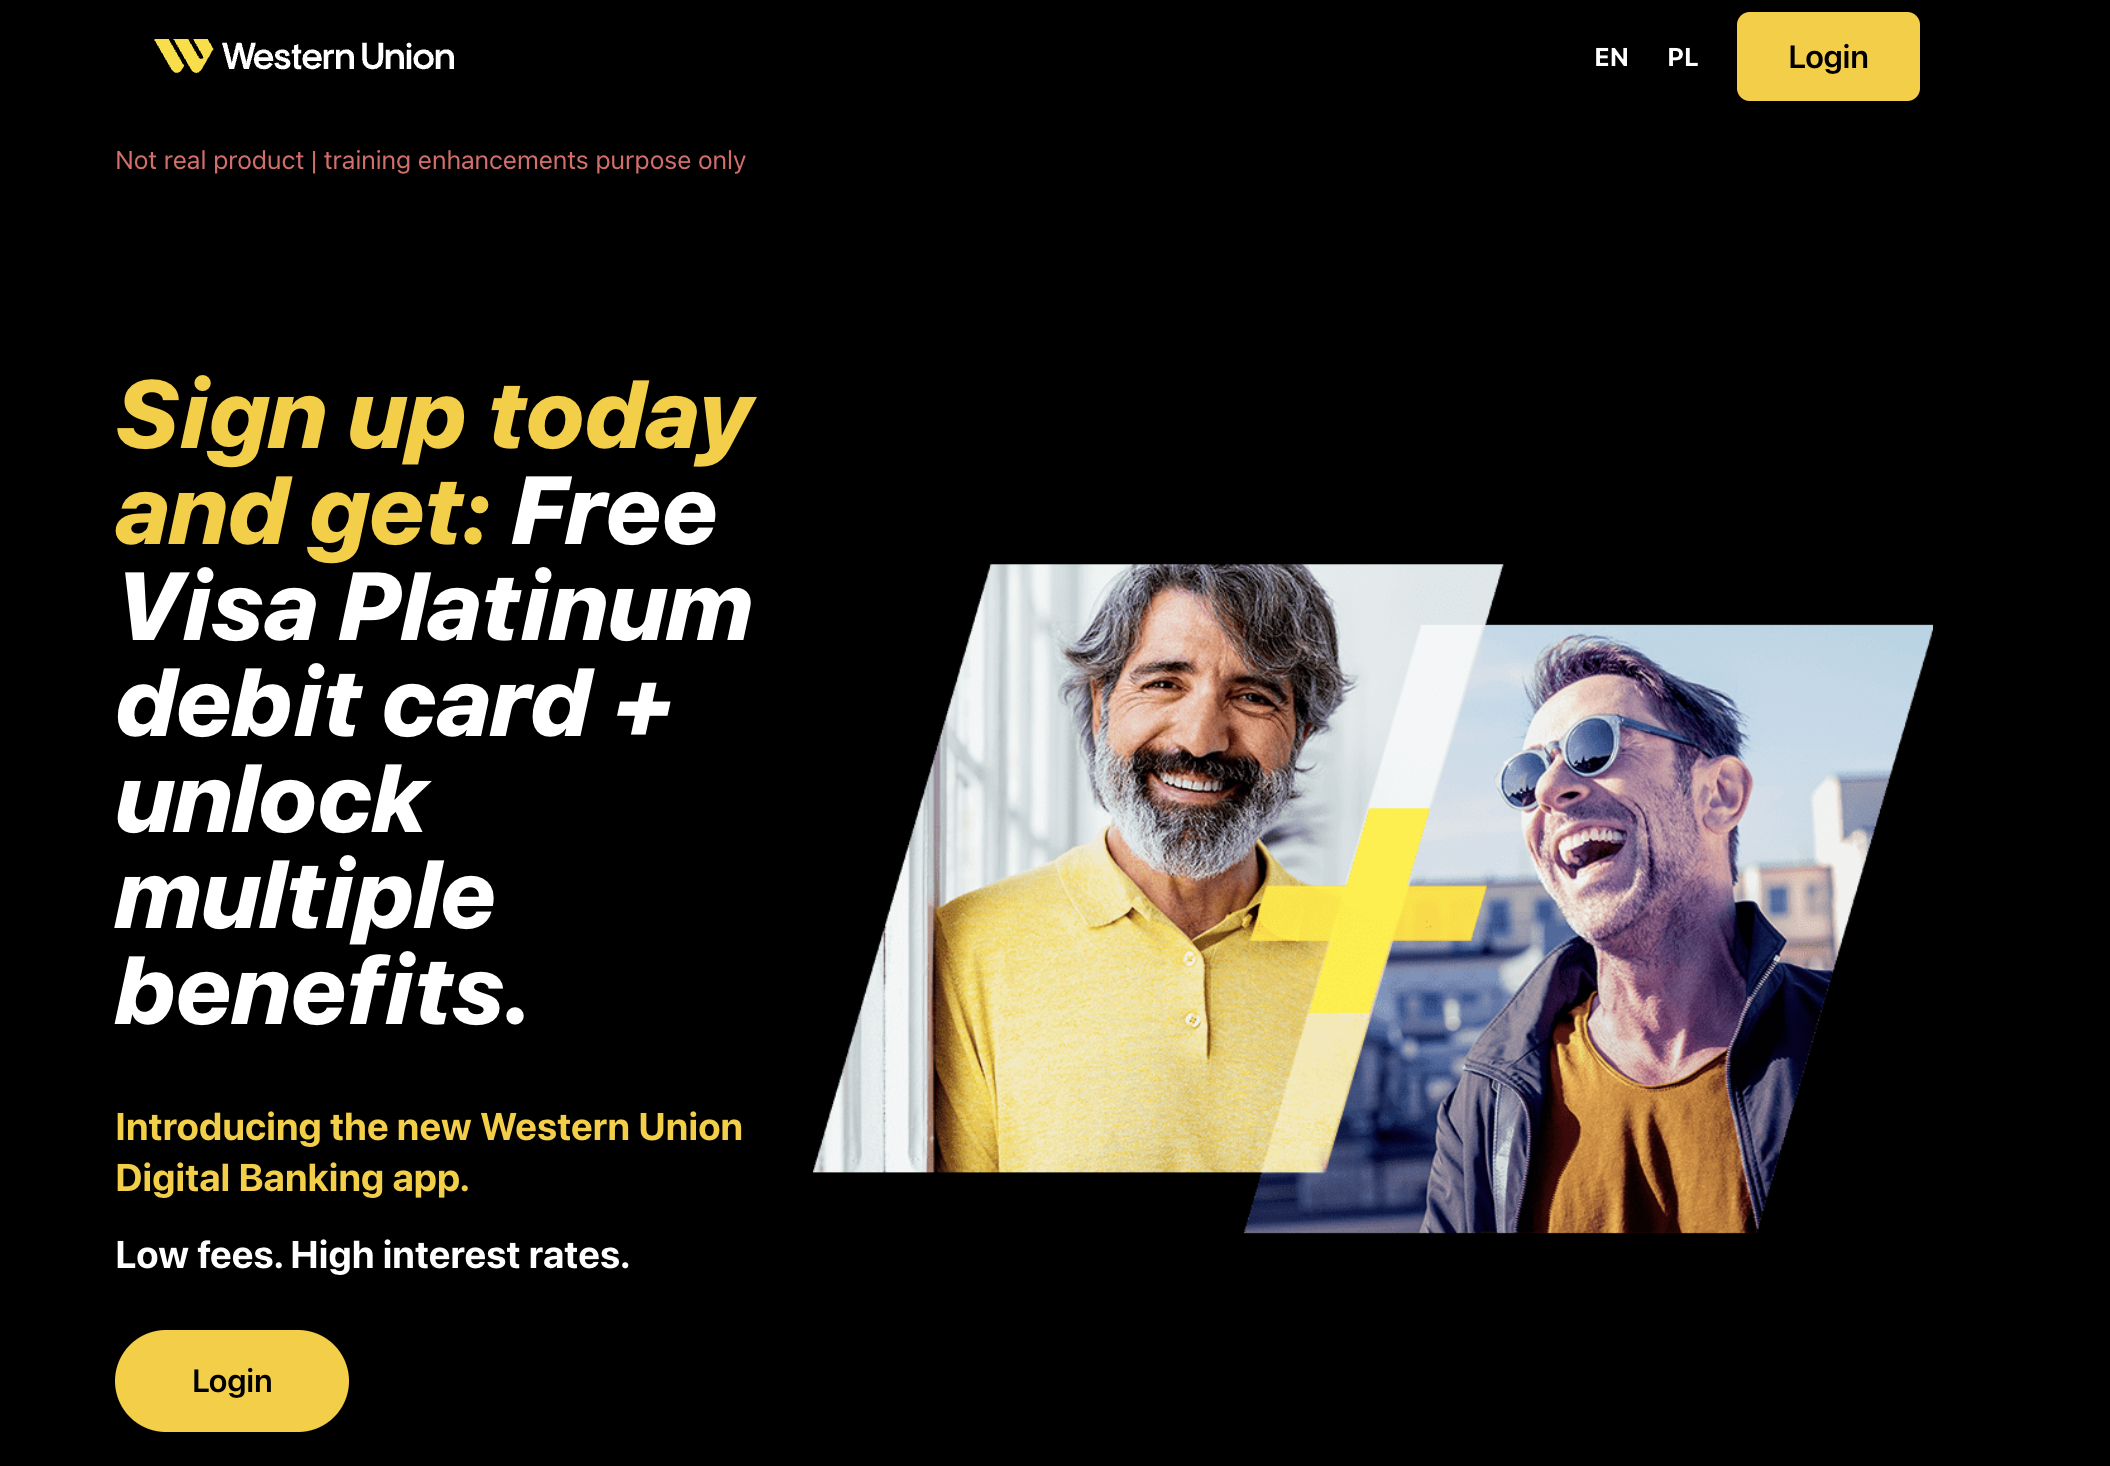 Western Union
EN PL Login
Not real product | training enhancements purpose only
Sign up today
and get: Free
Visa Platinum
debit card +
unlock
multiple
benefits.
Introducing the new Western Union
Digital Banking app.
Low fees. High interest rates.
Login